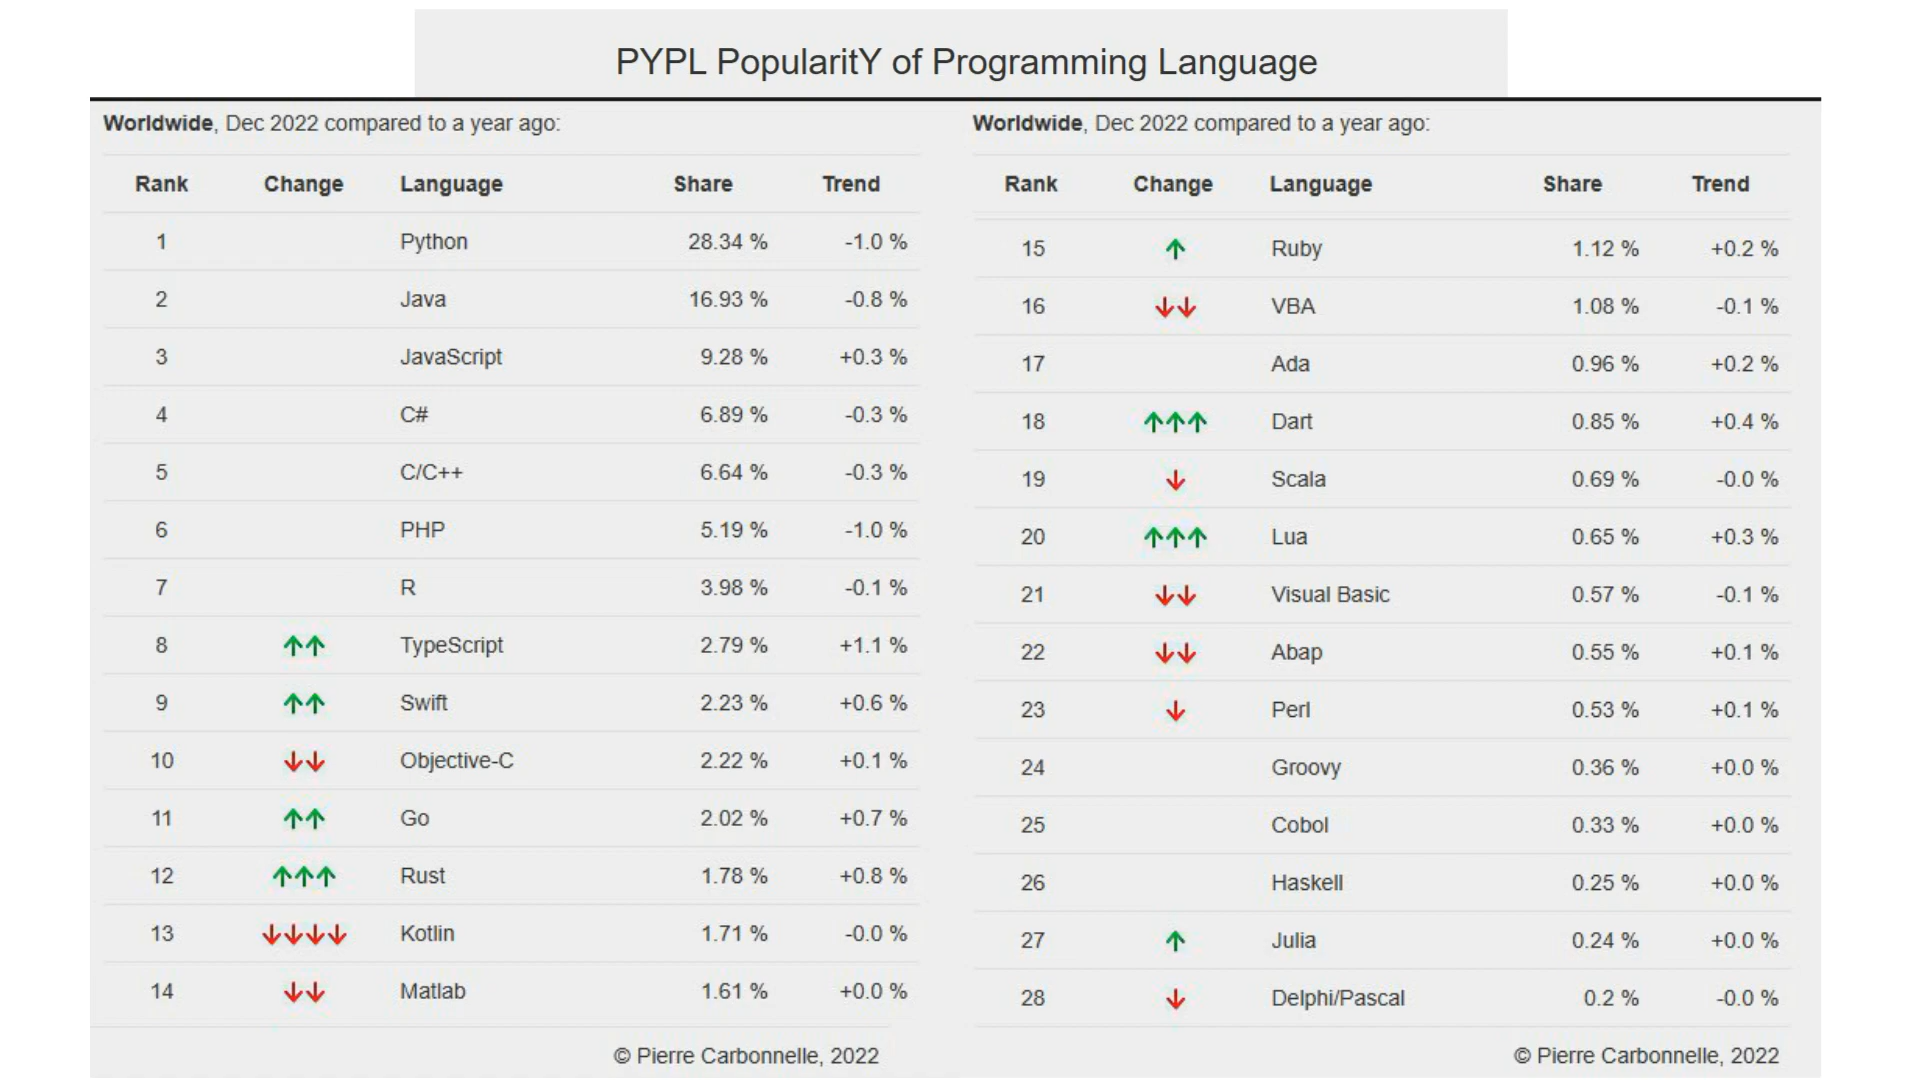 PYPL PopularitY of Programming Language
Worldwide, Dec 2022 compared to a year ago:
Rank Change Language Share Trend
1 Python 28.34 % -1.0 %
2 Java 16.93 % -0.8 %
3 JavaScript 9.28 % +0.3 %
4 C# 6.89 % -0.3 %
5 C/C++ 6.64 % -0.3 %
6 PHP 5.19 % -1.0 %
7 R 3.98 % -0.1 %
8 ↑↑ TypeScript 2.79 % +1.1 %
9 ↑↑ Swift 2.23 % +0.6 %
10 ↓↓ Objective-C 2.22 % +0.1 %
11 ↑↑ Go 2.02 % +0.7 %
12 ↑↑↑ Rust 1.78 % +0.8 %
13 ↓↓↓↓ Kotlin 1.71 % -0.0 %
14 ↓↓ Matlab 1.61 % +0.0 %
© Pierre Carbonnelle, 2022
Worldwide, Dec 2022 compared to a year ago:
Rank Change Language Share Trend
15 ↑ Ruby 1.12 % +0.2 %
16 ↓↓ VBA 1.08 % -0.1 %
17 Ada 0.96 % +0.2 %
18 ↑↑↑ Dart 0.85 % +0.4 %
19 ↓ Scala 0.69 % -0.0 %
20 ↑↑↑ Lua 0.65 % +0.3 %
21 ↓↓ Visual Basic 0.57 % -0.1 %
22 ↓↓ Abap 0.55 % +0.1 %
23 ↓ Perl 0.53 % +0.1 %
24 Groovy 0.36 % +0.0 %
25 Cobol 0.33 % +0.0 %
26 Haskell 0.25 % +0.0 %
27 ↑ Julia 0.24 % +0.0 %
28 ↓ Delphi/Pascal 0.2 % -0.0 %
© Pierre Carbonnelle, 2022